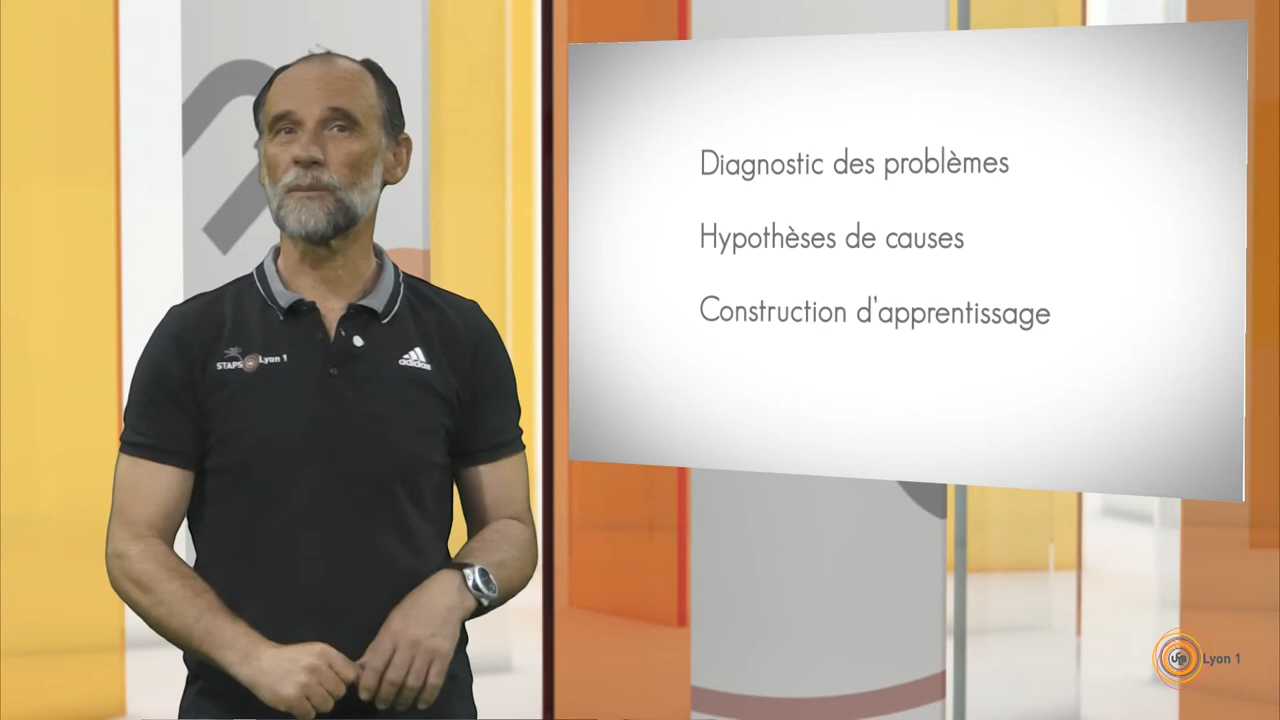 Diagnostic des problèmes
Hypothèses de causes
Construction d'apprentissage
STAPS Lyon 1
adidas
Lyon 1